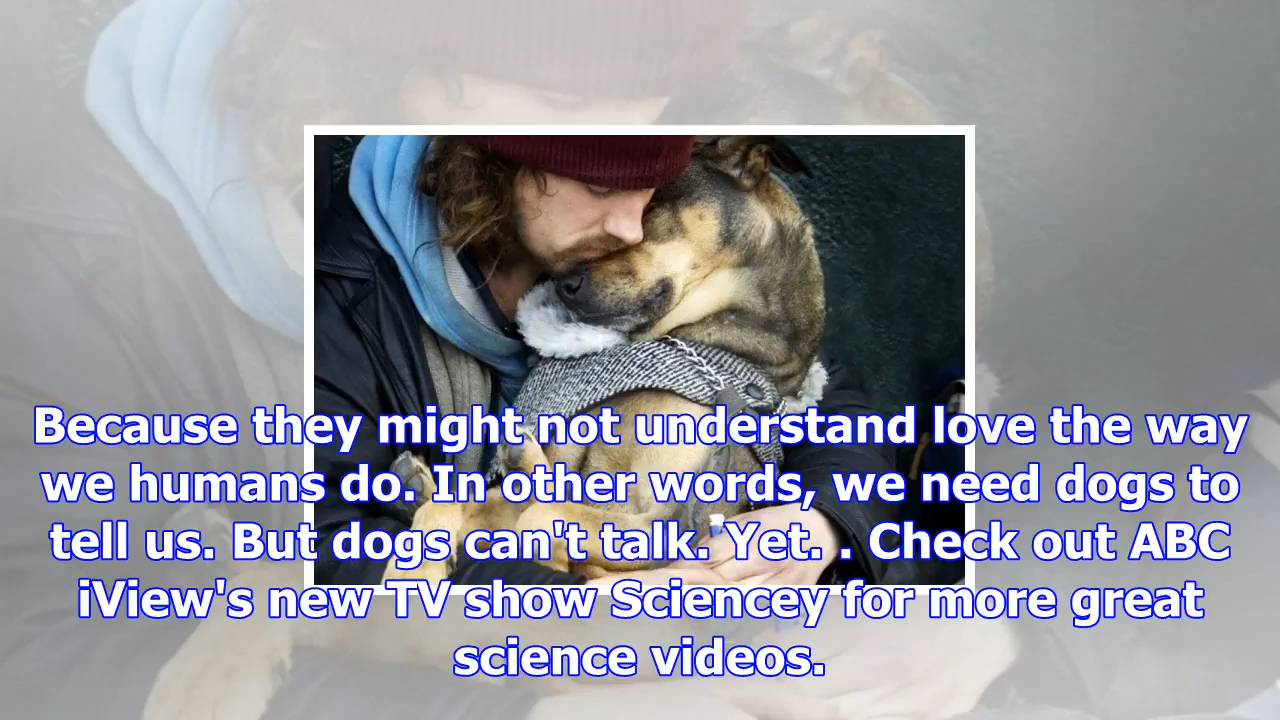 Because they might not understand love the way
we humans do. In other words, we need dogs to
tell us. But dogs can't talk. Yet. . Check out ABC
iView's new TV show Sciencey for more great
science videos.